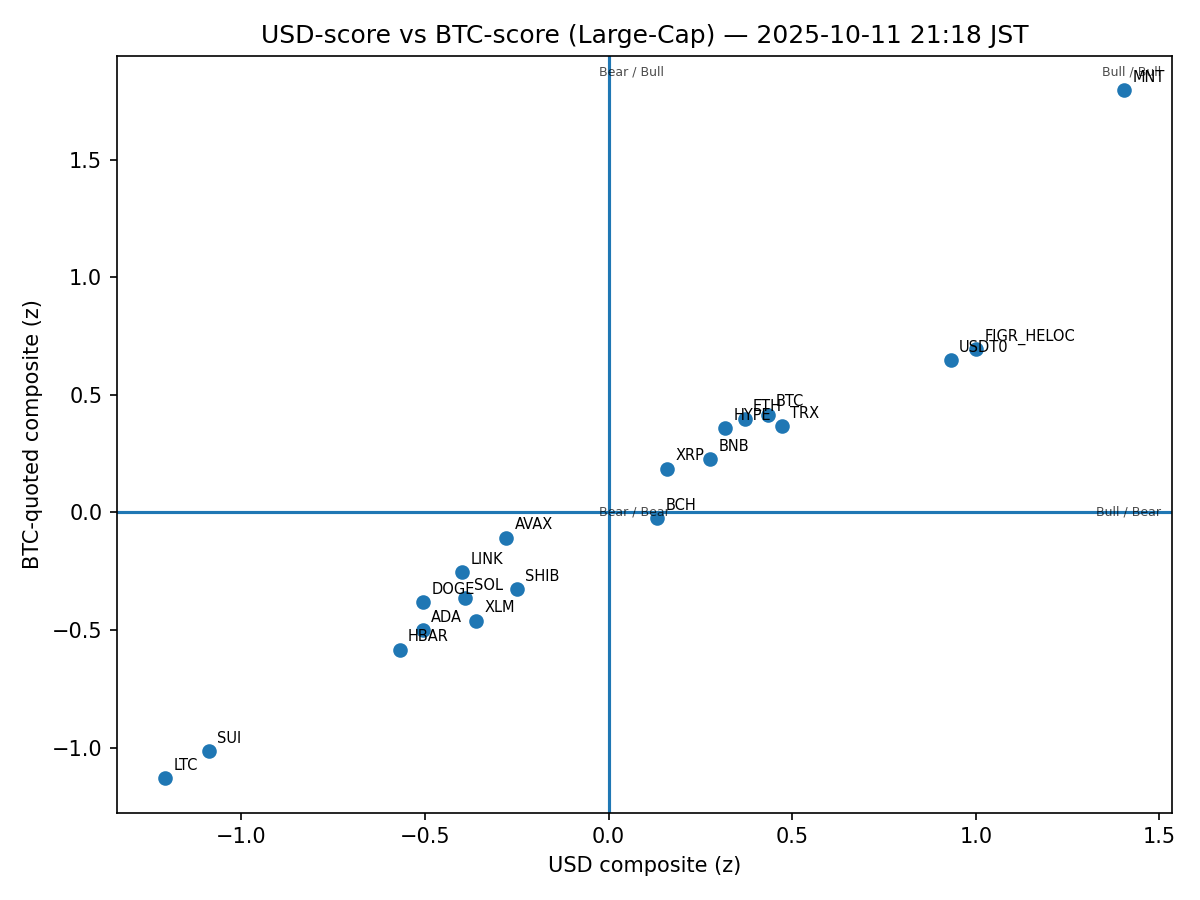 USD-score vs BTC-score (Large-Cap) — 2025-10-11 21:18 JST
Bear / Bull
Bull / Bull
MNT
1.5
1.0
FIGR_HELOC
USDT0
0.5
BTC
ETH
HYPE
TRX
BNB
XRP
BCH
0.0
Bear / Bear
Bull / Bear
AVAX
LINK
SHIB
SOL
DOGE
XLM
ADA
−0.5
HBAR
SUI
−1.0
LTC
−1.0
−0.5
0.0
0.5
1.0
1.5
USD composite (z)
BTC-quoted composite (z)